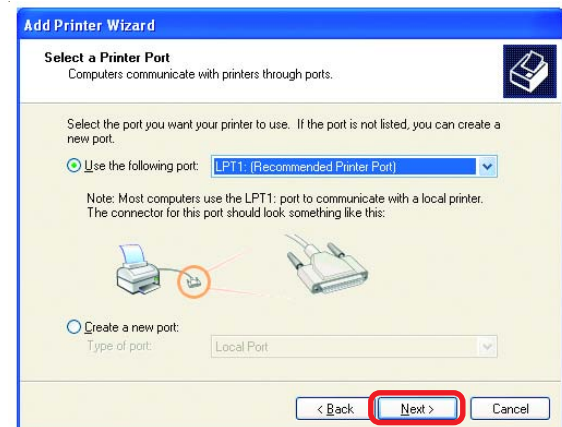 Add Printer Wizard
Select a Printer Port
Computers communicate with printers through ports.
Select the port you want your printer to use. If the port is not listed, you can create a
new port.
Use the following port: LPT1: (Recommended Printer Port)
Note: Most computers use the LPT1: port to communicate with a local printer.
The connector for this port should look something like this:
Create a new port:
Type of port: Local Port
< Back Next > Cancel